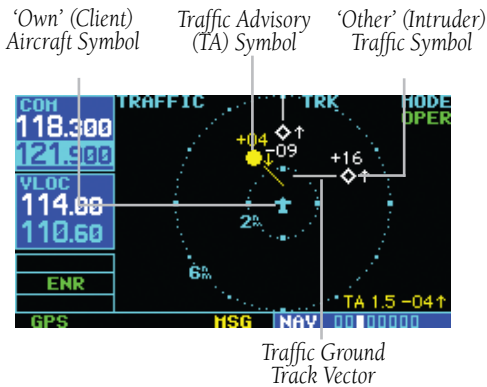 ‘Own’ (Client)
Aircraft Symbol
Traffic Advisory
(TA) Symbol
‘Other’ (Intruder)
Traffic Symbol
COM
118.300
121.900
VLOC
114.00
110.60
ENR
GPS
TRAFFIC
TRK
MODE
OPER
+04
-09
+16
2nm
6nm
TA 1.5 -04↑
MSG
NAV
Traffic Ground
Track Vector